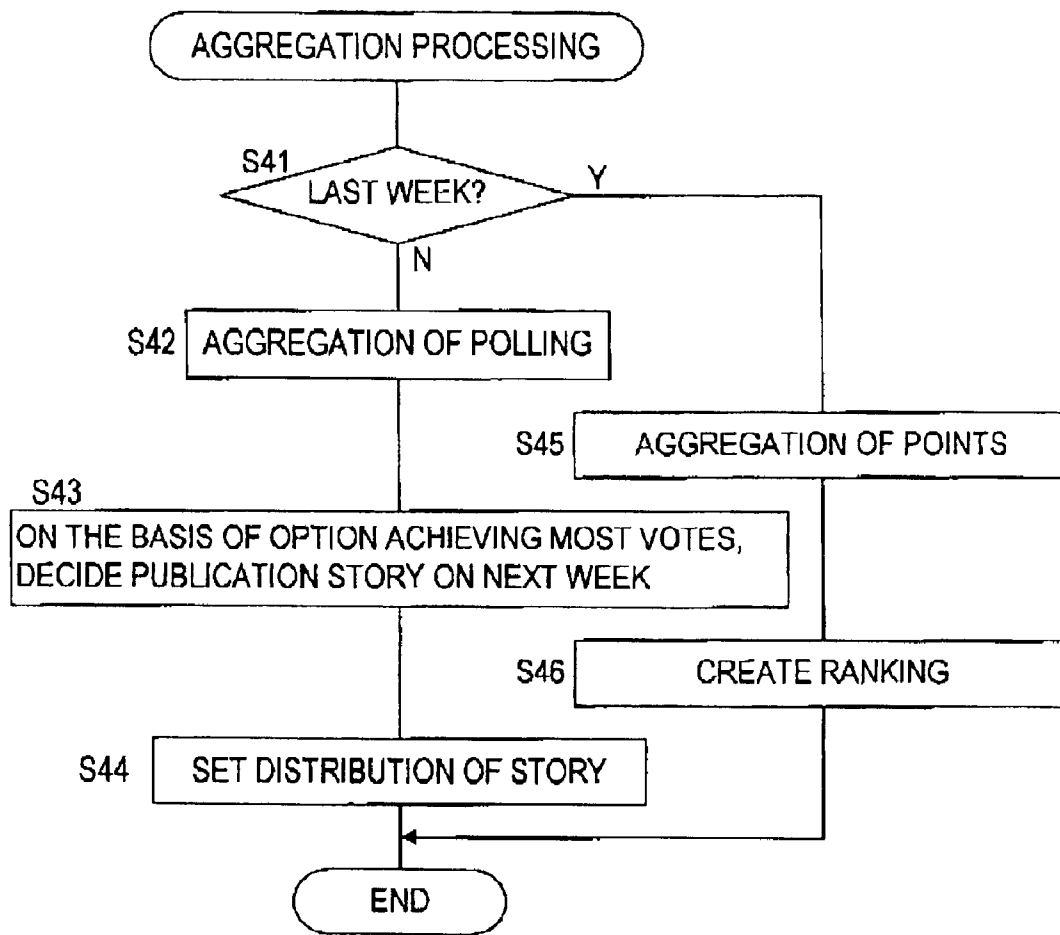 AGGREGATION PROCESSING
S41
LAST WEEK?
Y
N
S42
AGGREGATION OF POLLING
S45
AGGREGATION OF POINTS
S43
ON THE BASIS OF OPTION ACHIEVING MOST VOTES,
DECIDE PUBLICATION STORY ON NEXT WEEK
S46
CREATE RANKING
S44
SET DISTRIBUTION OF STORY
END